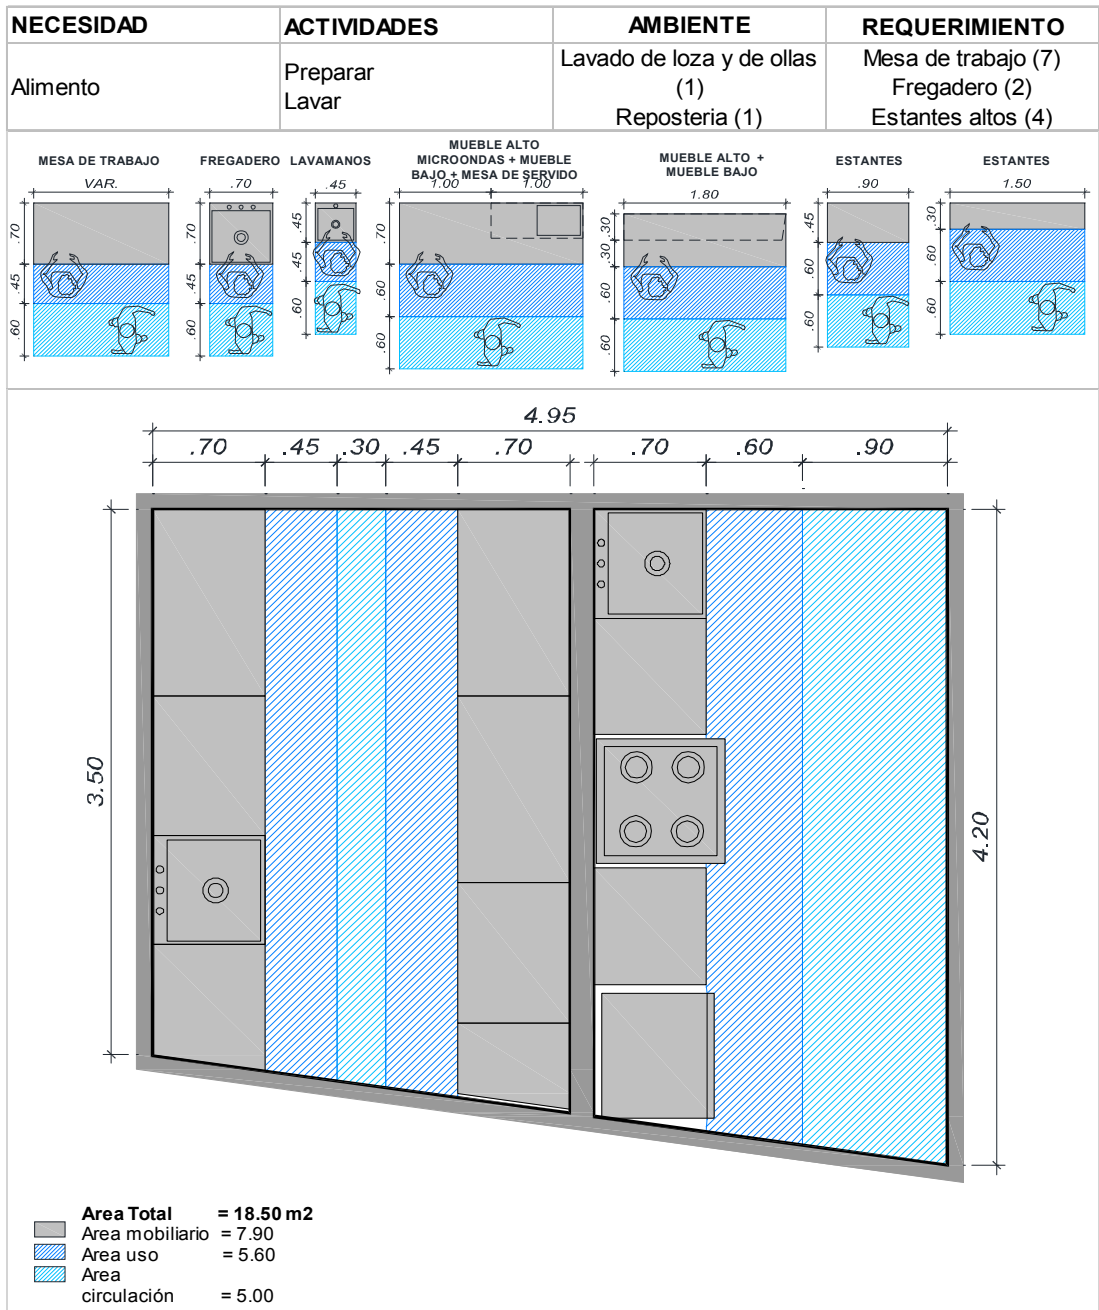 NECESIDAD
ACTIVIDADES
AMBIENTE
REQUERIMIENTO
Alimento
Preparar
Lavar
Lavado de loza y de ollas
(1)
Reposteria (1)
Mesa de trabajo (7)
Fregadero (2)
Estantes altos (4)
MESA DE TRABAJO
VAR.
.70
.45
.60
FREGADERO
.70
.70
.45
.60
LAVAMANOS
.45
.45
.60
MUEBLE ALTO
MICROONDAS + MUEBLE
BAJO + MESA DE SERVIDO
1.00
1.00
.70
.60
.60
MUEBLE ALTO +
MUEBLE BAJO
1.80
.30
.30
.60
.60
ESTANTES
.90
.45
.60
.60
ESTANTES
1.50
.30
.60
.60
4.95
.70
.45
.30
.45
.70
.70
.60
.90
3.50
4.20
Area Total = 18.50 m2
Area mobiliario = 7.90
Area uso = 5.60
Area
circulación = 5.00